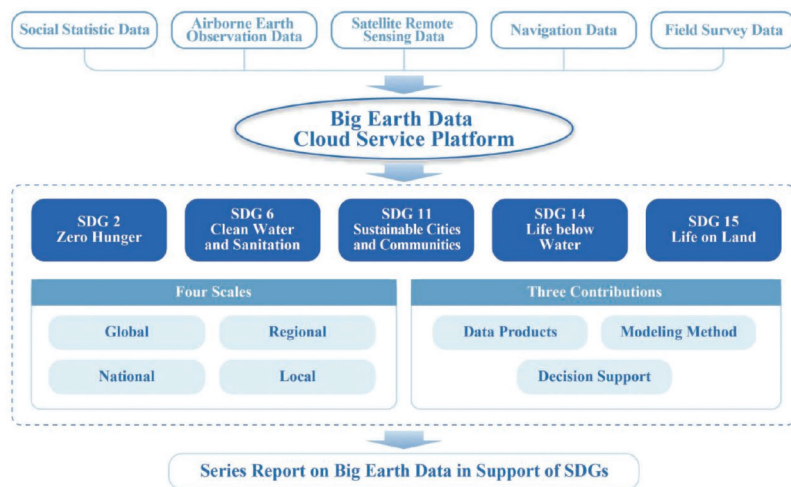 Social Statistic Data
Airborne Earth
Observation Data
Satellite Remote
Sensing Data
Navigation Data
Field Survey Data
Big Earth Data
Cloud Service Platform
SDG 2
Zero Hunger
SDG 6
Clean Water
and Sanitation
SDG 11
Sustainable Cities
and Communities
SDG 14
Life below
Water
SDG 15
Life on Land
Four Scales
Global
Regional
National
Local
Three Contributions
Data Products
Modeling Method
Decision Support
Series Report on Big Earth Data in Support of SDGs